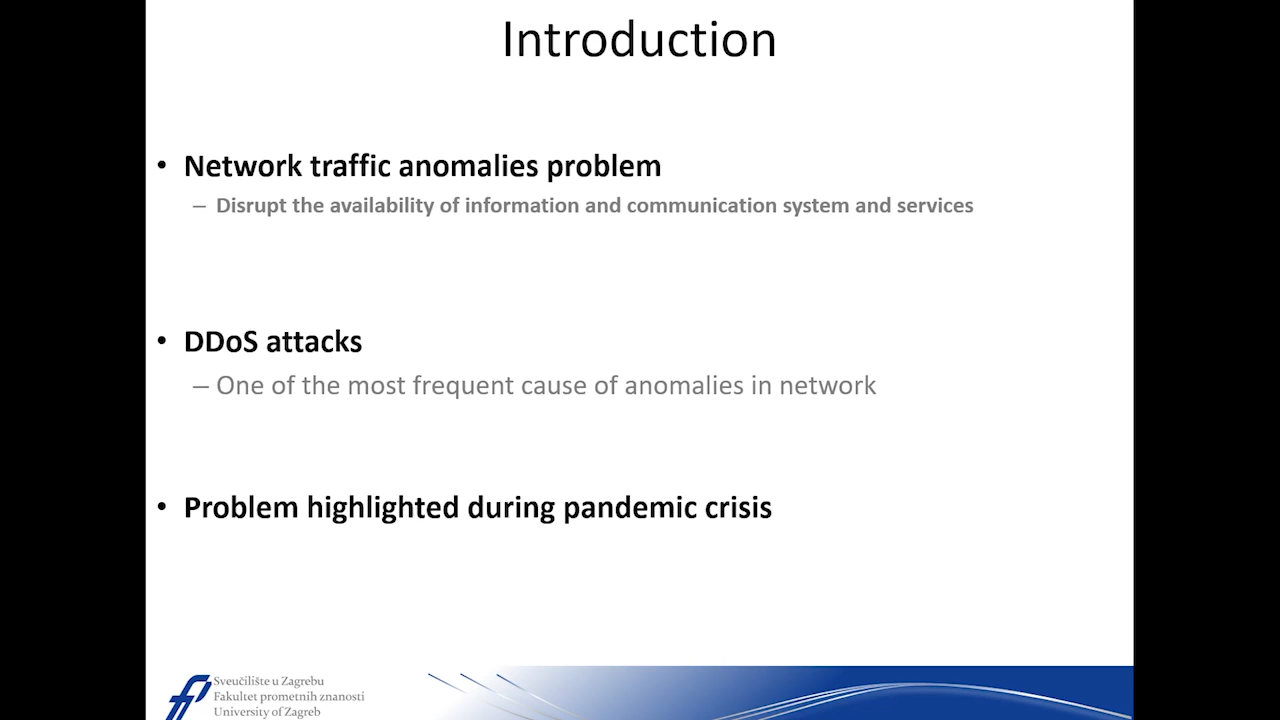 Introduction
• Network traffic anomalies problem
– Disrupt the availability of information and communication system and services
• DDoS attacks
– One of the most frequent cause of anomalies in network
• Problem highlighted during pandemic crisis
Sveučilište u Zagrebu
Fakultet prometnih znanosti
University of Zagreb